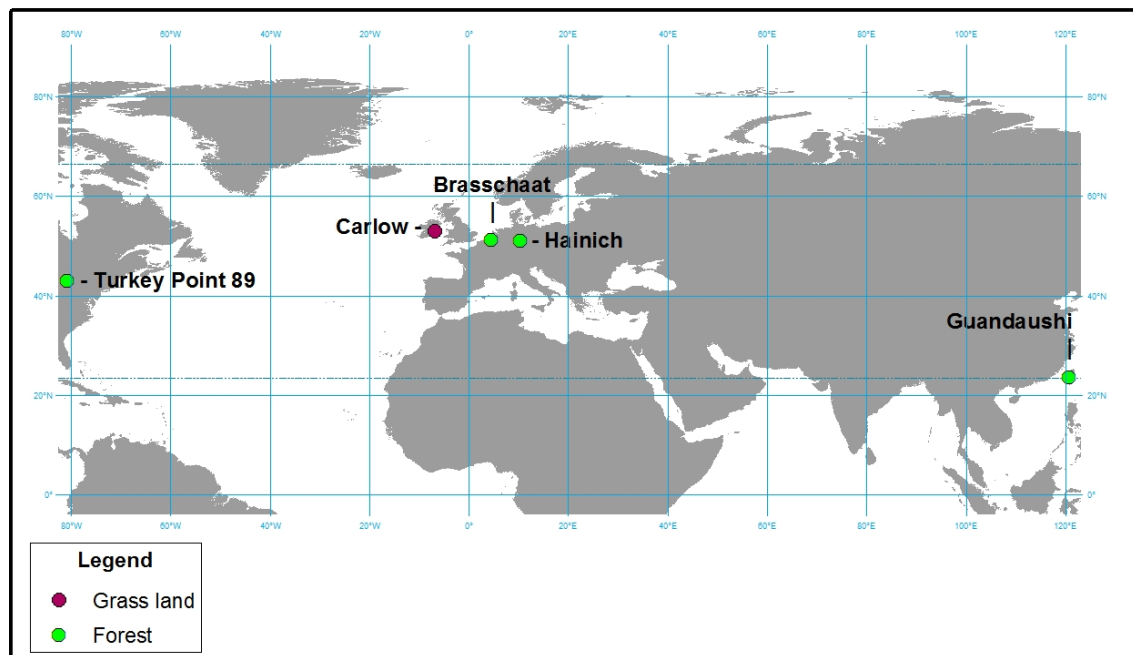 80°W 60°W 40°W 20°W 0° 20°E 40°E 60°E 80°E 100°E 120°E
80°N 80°N
60°N 60°N
Brasschaat
|
Carlow -
- Hainich
- Turkey Point 89
40°N 40°N
Guandaushi
|
20°N 20°N
0° 0°
80°W 60°W 40°W 20°W 0° 20°E 40°E 60°E 80°E 100°E 120°E
Legend
Grass land
Forest